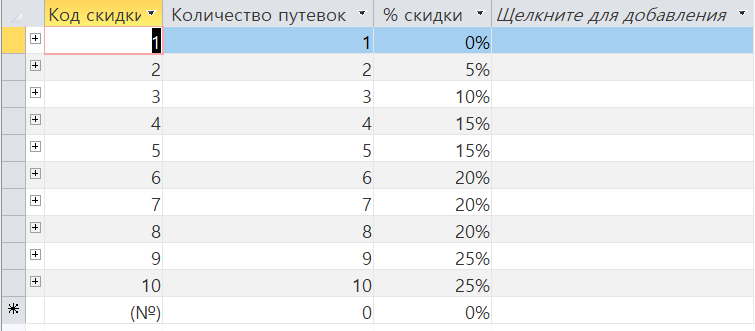 Код скидки Количество путевок % скидки Щелкните для добавления
1 1 0%
2 2 5%
3 3 10%
4 4 15%
5 5 15%
6 6 20%
7 7 20%
8 8 20%
9 9 25%
10 10 25%
(№) 0 0%